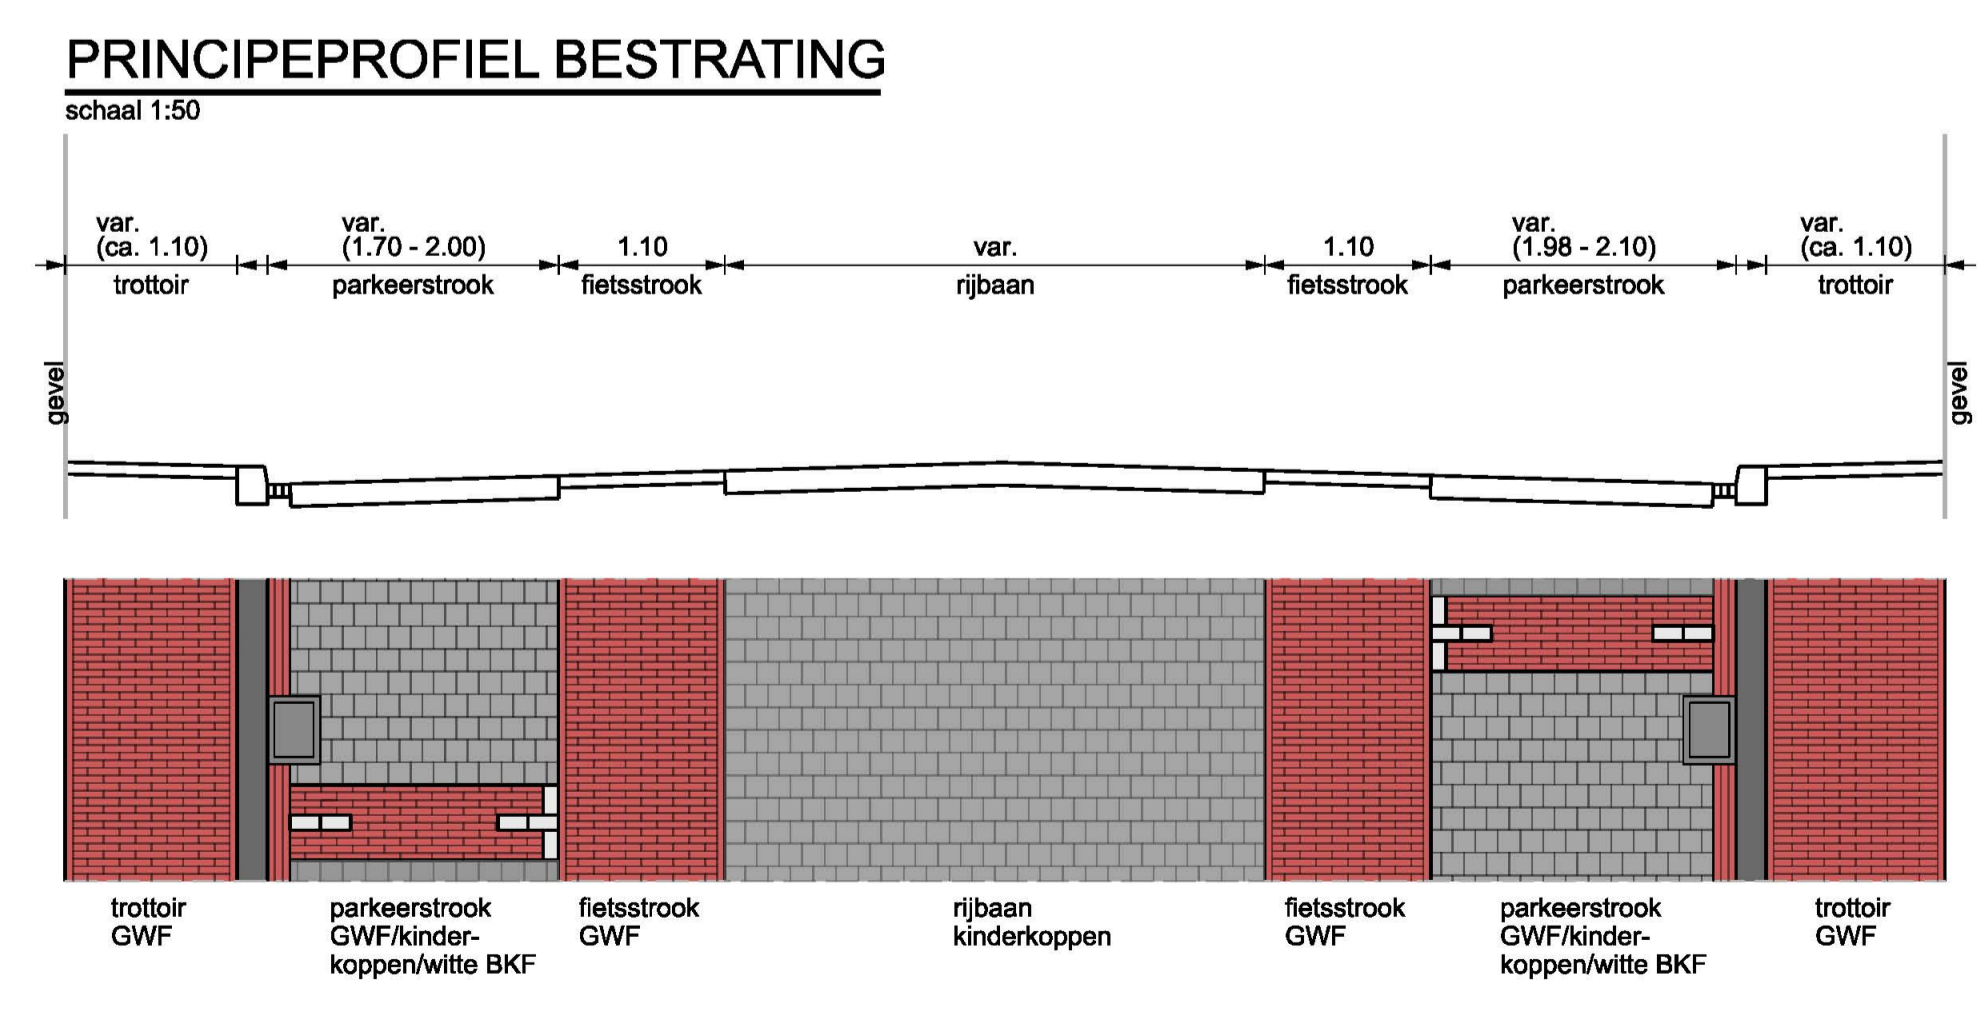 PRINCIPEPROFIEL BESTRATING
schaal 1:50
var.
(ca. 1.10)
trottoir
var.
(1.70 - 2.00)
parkeerstrook
1.10
fietsstrook
var.
rijbaan
1.10
fietsstrook
var.
(1.98 - 2.10)
parkeerstrook
var.
(ca. 1.10)
trottoir
gevel
gevel
trottoir
GWF
parkeerstrook
GWF/kinder-
koppen/witte BKF
fietsstrook
GWF
rijbaan
kinderkoppen
fietsstrook
GWF
parkeerstrook
GWF/kinder-
koppen/witte BKF
trottoir
GWF